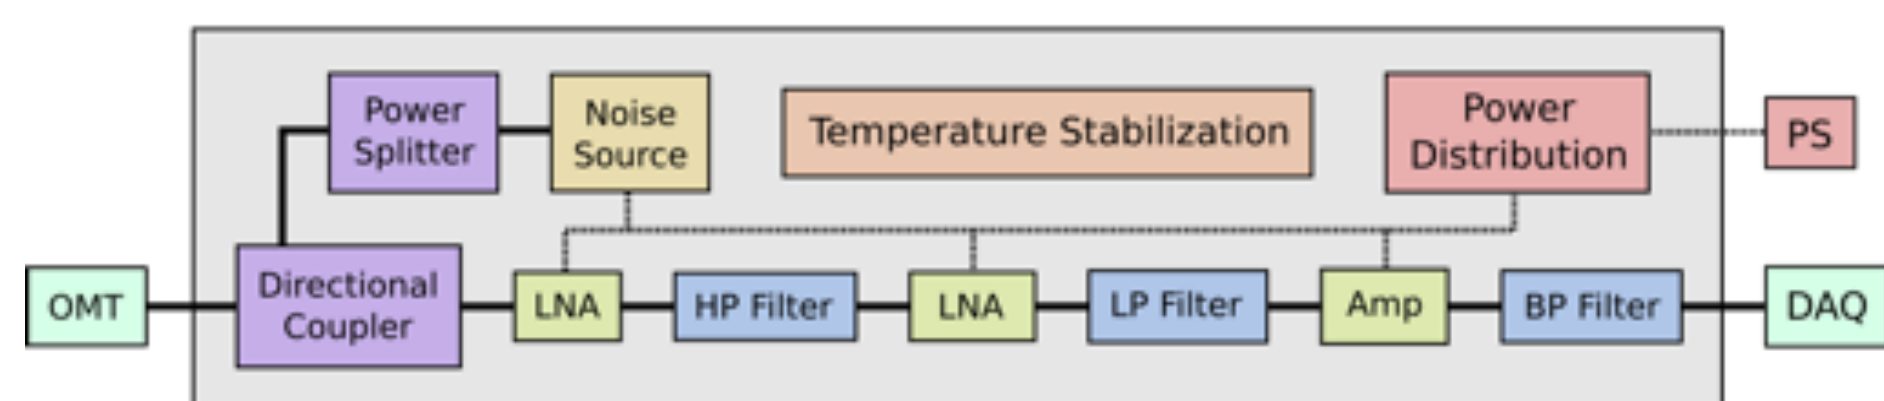 Power
Splitter
Noise
Source
Temperature Stabilization
Power
Distribution
PS
OMT
Directional
Coupler
LNA
HP Filter
LNA
LP Filter
Amp
BP Filter
DAQ